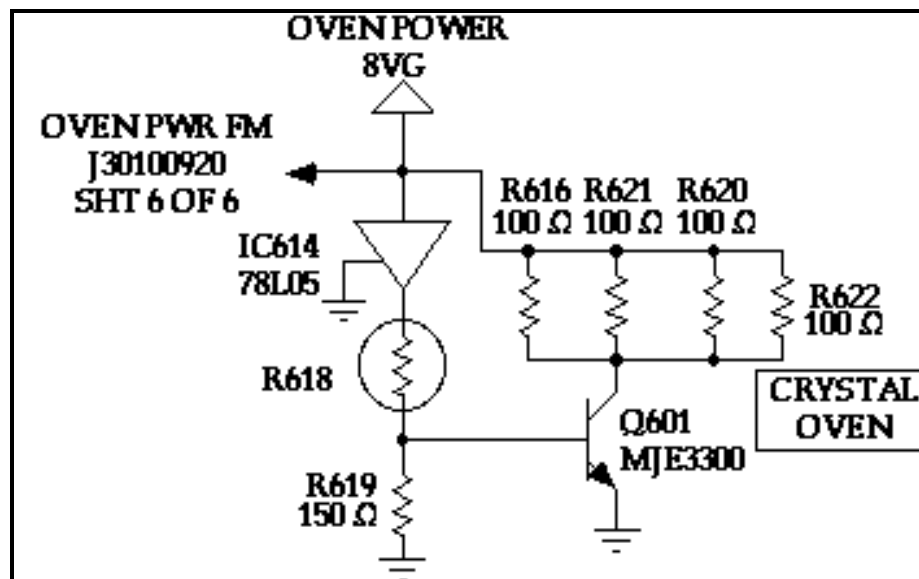 OVEN POWER
8VG
OVEN PWR FM
J30100920
SHT 6 OF 6
R616 R621 R620
100 Ω 100 Ω 100 Ω
IC614
78L05
R622
100 Ω
R618
CRYSTAL
OVEN
Q601
MJE3300
R619
150 Ω